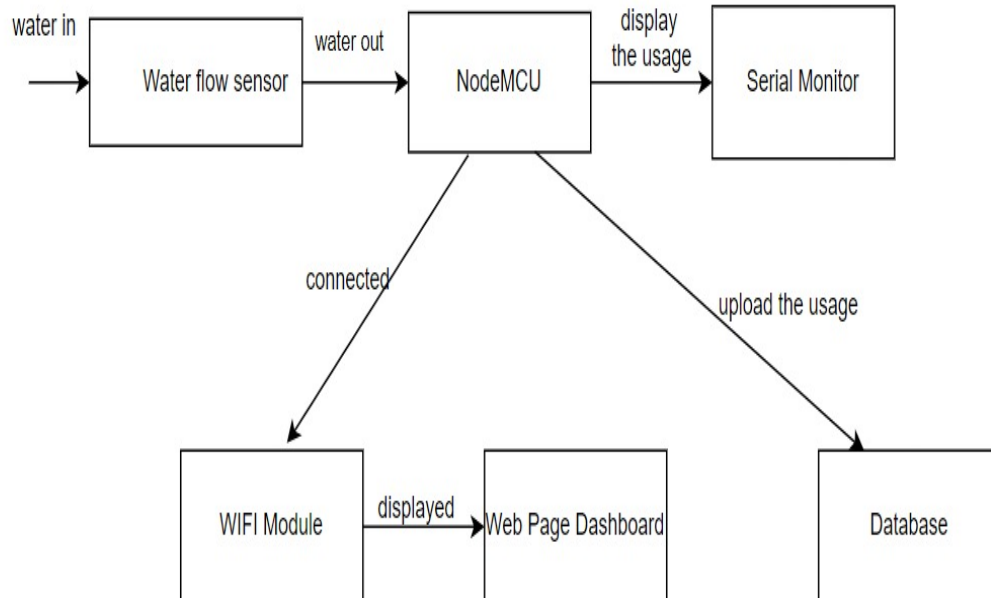 water in
Water flow sensor
water out
NodeMCU
display
the usage
Serial Monitor
connected
upload the usage
WIFI Module
displayed
Web Page Dashboard
Database